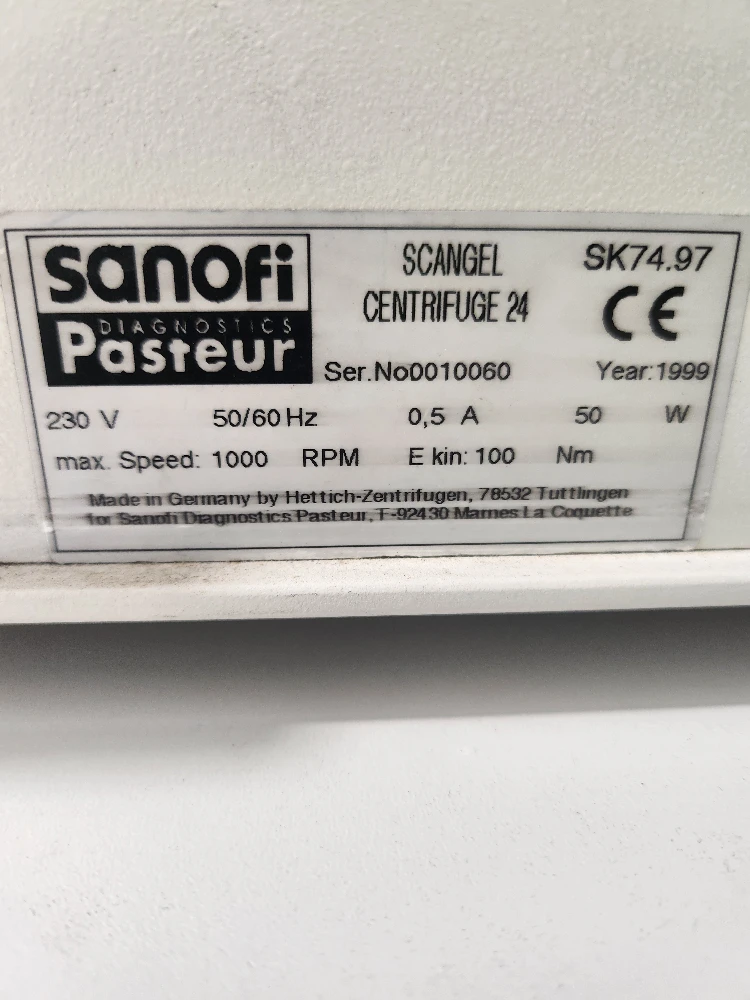 sanofi
DIAGNOSTICS
Pasteur
SCANGEL
CENTRIFUGE 24
SK74.97
CE
Ser.No0010060 Year:1999
230 V 50/60 Hz 0,5 A 50 W
max. Speed: 1000 RPM E kin: 100 Nm
Made in Germany by Hettich-Zentrifugen, 78532 Tuttlingen
for Sanofi Diagnostics Pasteur, F-92430 Marnes La Coquette